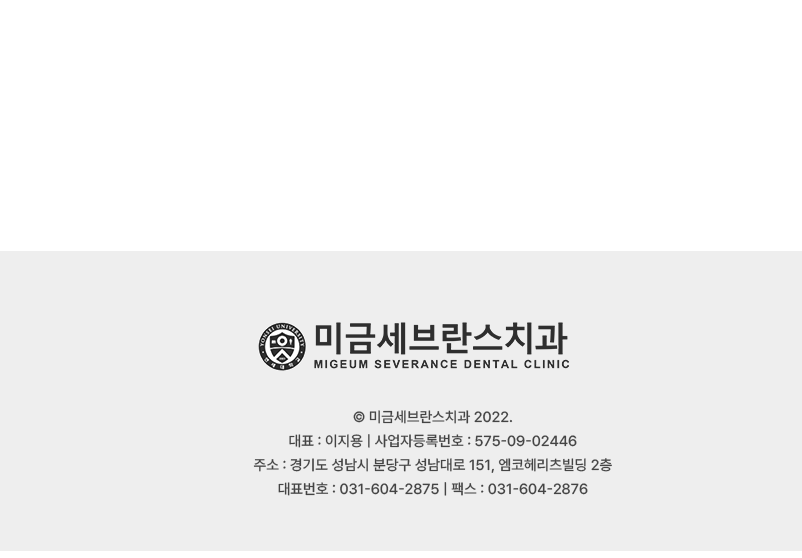 미금세브란스치과
MIGEUM SEVERANCE DENTAL CLINIC
© 미금세브란스치과 2022.
대표 : 이지용 | 사업자등록번호 : 575-09-02446
주소 : 경기도 성남시 분당구 성남대로 151, 엠코헤리츠빌딩 2층
대표번호 : 031-604-2875 | 팩스 : 031-604-2876